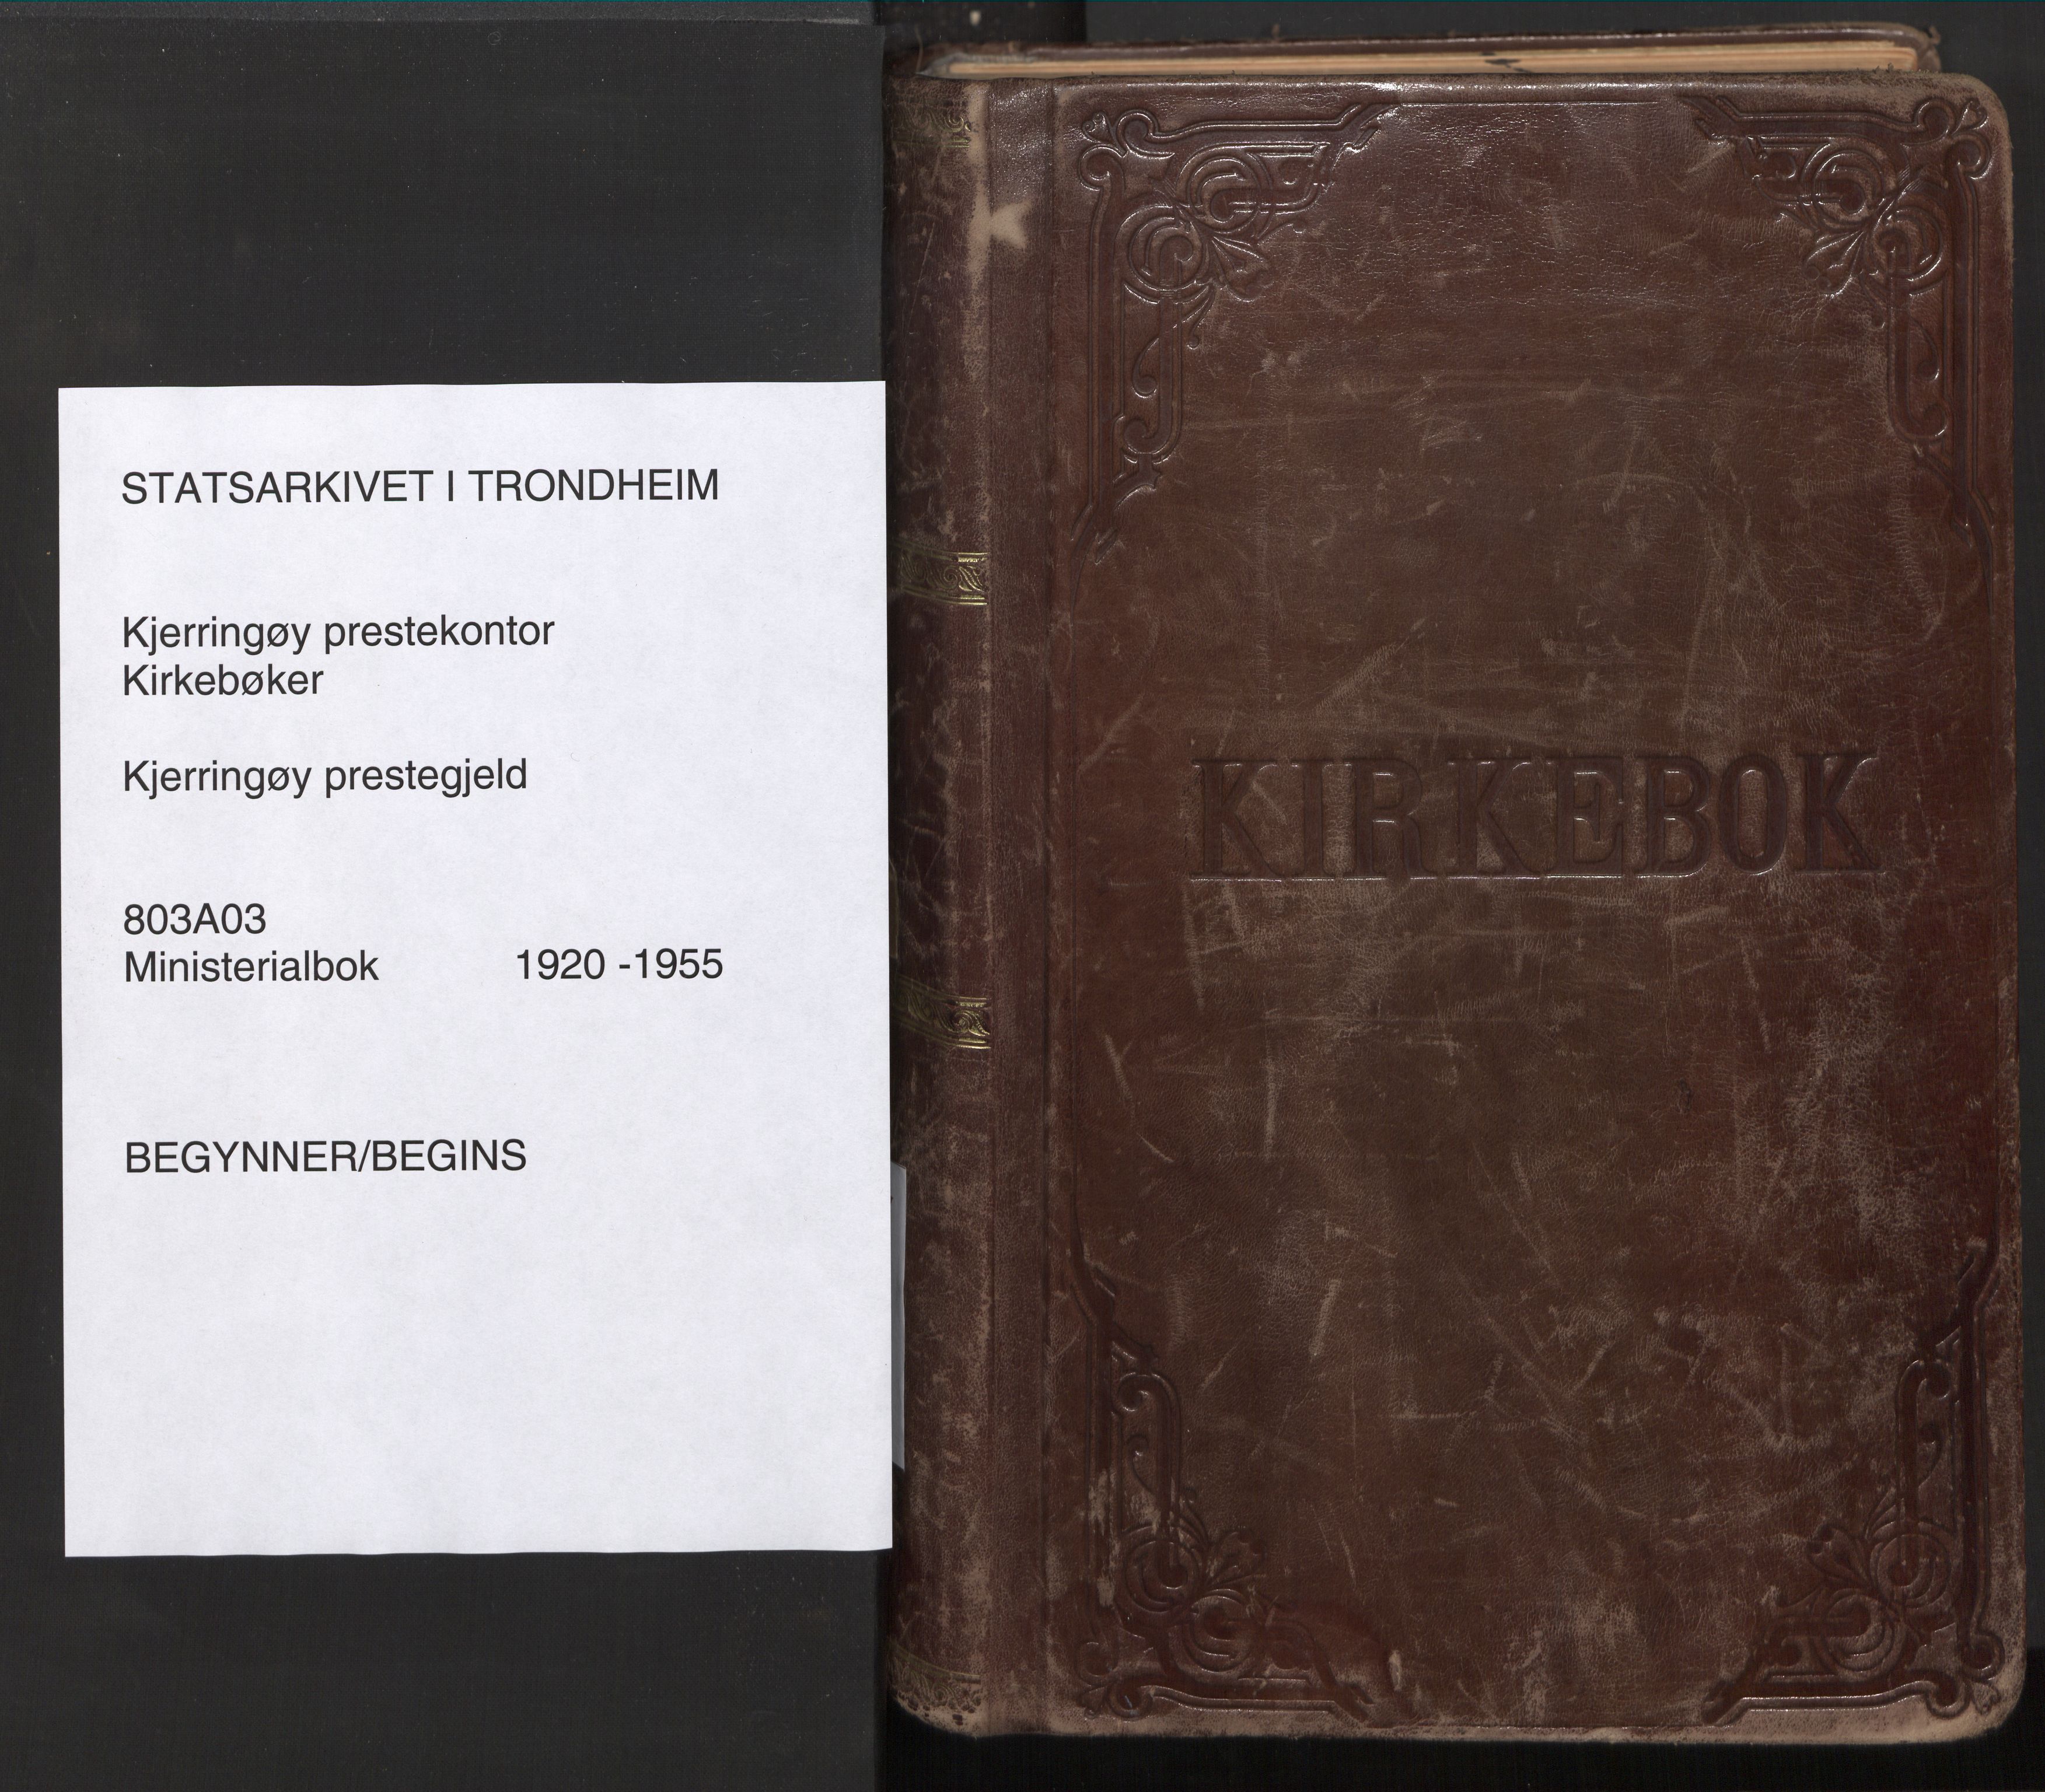 STATSARKIVET I TRONDHEIM
Kjerringøy prestekontor
Kirkebøker
Kjerringøy prestegjeld
803A03
Ministerialbok 1920 -1955
BEGYNNER/BEGINS
KIRKEBOK